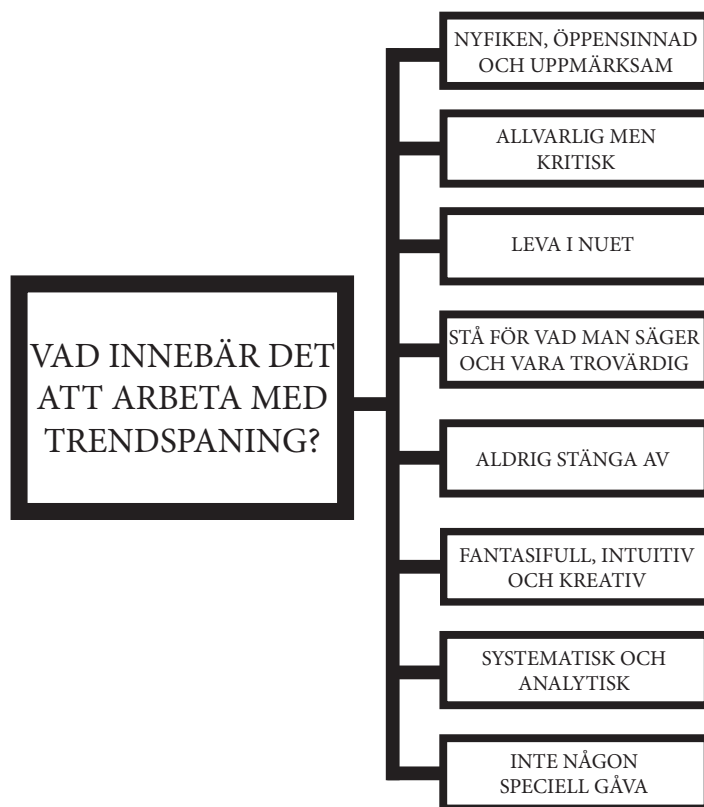 VAD INNEBÄR DET
ATT ARBETA MED
TRENDSPANING?
NYFIKEN, ÖPPENSINNAD
OCH UPPMÄRKSAM
ALLVARLIG MEN
KRITISK
LEVA I NUET
STÅ FÖR VAD MAN SÄGER
OCH VARA TROVÄRDIG
ALDRIG STÄNGA AV
FANTASIFULL, INTUITIV
OCH KREATIV
SYSTEMATISK OCH
ANALYTISK
INTE NÅGON
SPECIELL GÅVA